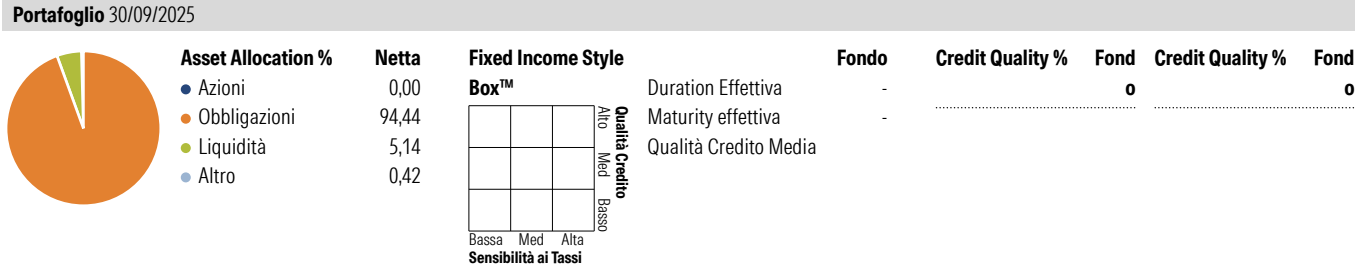 Portafoglio 30/09/2025
Asset Allocation % Netta
Azioni 0,00
Obbligazioni 94,44
Liquidità 5,14
Altro 0,42
Fixed Income Style
Box™
Alto Med Basso
Qualità Credito
Bassa Med Alta
Sensibilità ai Tassi
Fondo
Duration Effettiva -
Maturity effettiva -
Qualità Credito Media
Credit Quality % Fond
o
Credit Quality % Fond
o